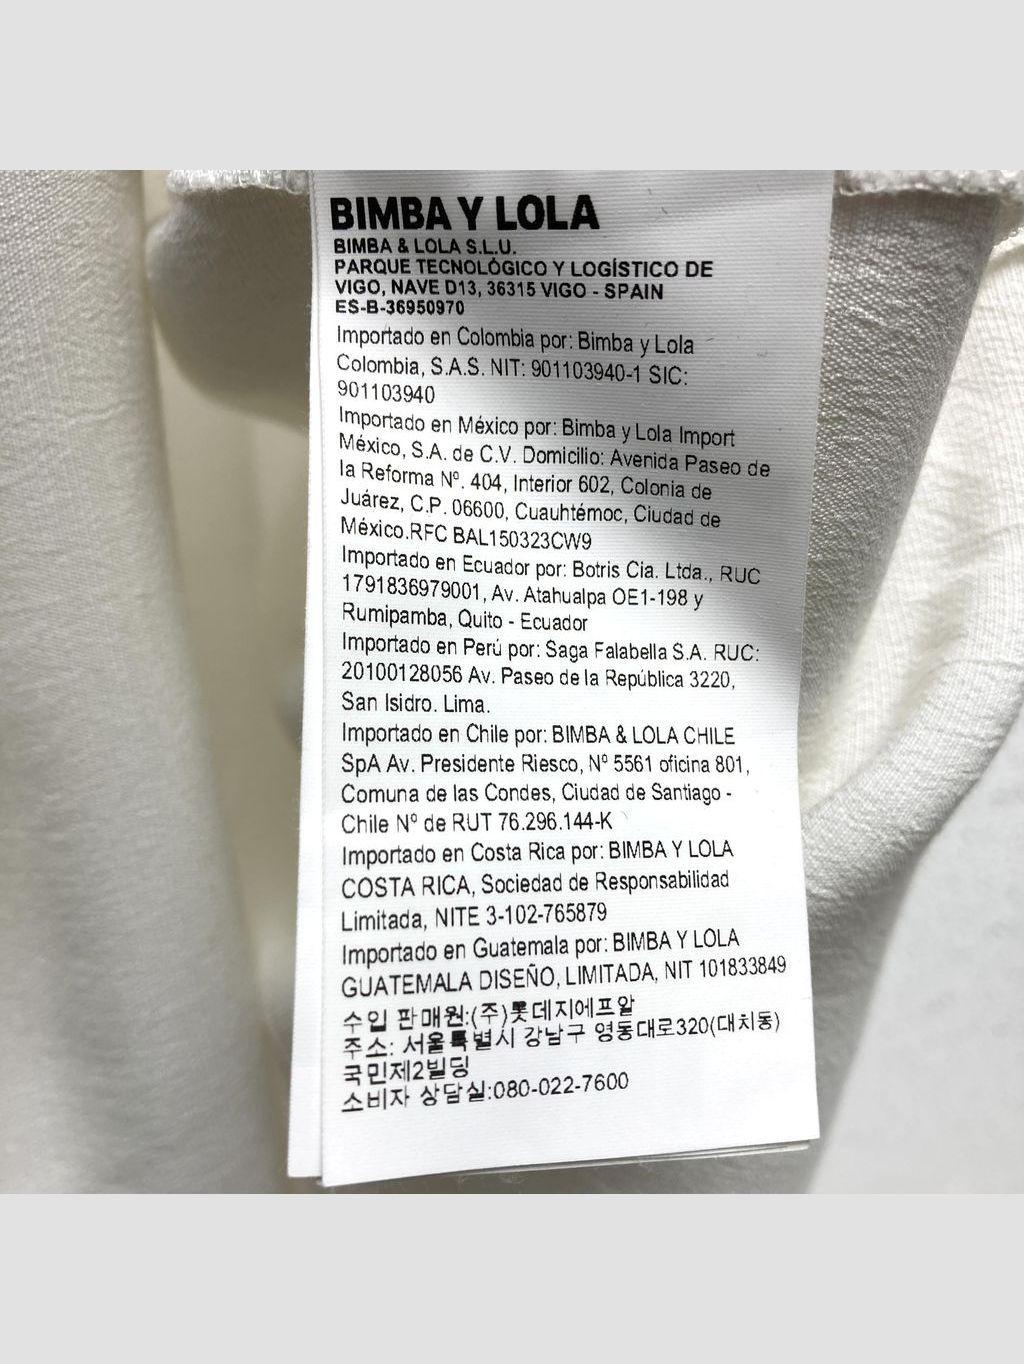 BIMBA Y LOLA
BIMBA & LOLA S.L.U.
PARQUE TECNOLÓGICO Y LOGÍSTICO DE
VIGO, NAVE D13, 36315 VIGO - SPAIN
ES-B-36950970
Importado en Colombia por: Bimba y Lola
Colombia, S.A.S. NIT: 901103940-1 SIC:
901103940
Importado en México por: Bimba y Lola Import
México, S.A. de C.V. Domicilio: Avenida Paseo de
la Reforma Nº. 404, Interior 602, Colonia de
Juárez, C.P. 06600, Cuauhtémoc, Ciudad de
México.RFC BAL150323CW9
Importado en Ecuador por: Botris Cia. Ltda., RUC
1791836979001, Av. Atahualpa OE1-198 y
Rumipamba, Quito - Ecuador
Importado en Perú por: Saga Falabella S.A. RUC:
20100128056 Av. Paseo de la República 3220,
San Isidro. Lima.
Importado en Chile por: BIMBA & LOLA CHILE
SpA Av. Presidente Riesco, Nº 5561 oficina 801,
Comuna de las Condes, Ciudad de Santiago -
Chile Nº de RUT 76.296.144-K
Importado en Costa Rica por: BIMBA Y LOLA
COSTA RICA, Sociedad de Responsabilidad
Limitada, NITE 3-102-765879
Importado en Guatemala por: BIMBA Y LOLA
GUATEMALA DISEÑO, LIMITADA, NIT 101833849
수입 판매원:(주)롯데지에프알
주소: 서울특별시 강남구 영동대로320(대치동)
국민제2빌딩
소비자 상담실:080-022-7600